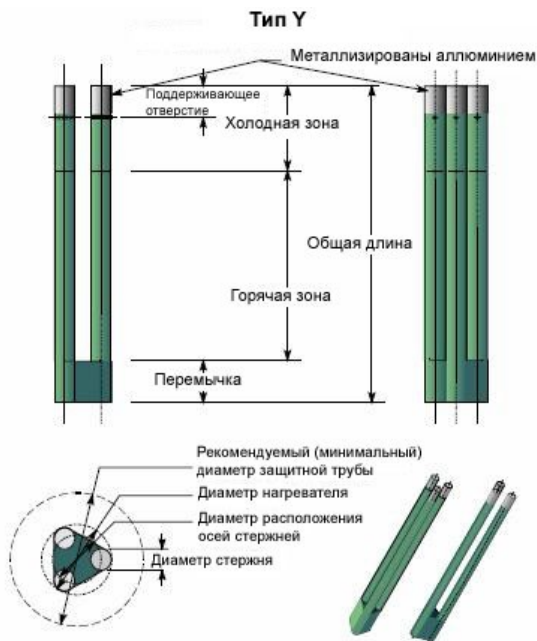 Тип Y
Металлизированы аллюминием
Поддерживающее
отверстие
Холодная зона
Общая длина
Горячая зона
Перемычка
Рекомендуемый (минимальный)
диаметр защитной трубы
Диаметр нагревателя
Диаметр расположения
осей стержней
Диаметр стержня